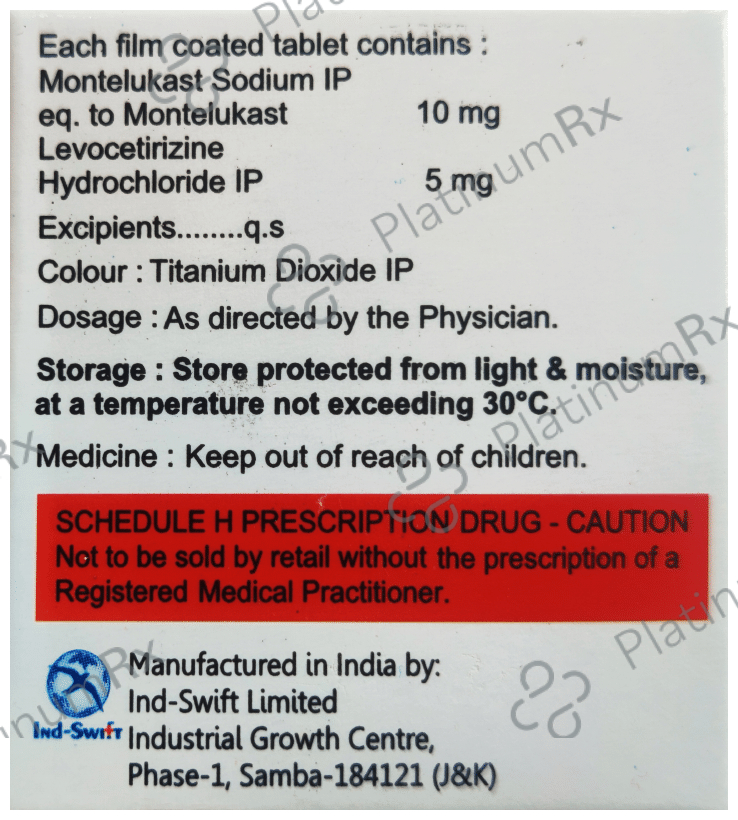 Each film coated tablet contains :
Montelukast Sodium IP
eq. to Montelukast 10 mg
Levocetirizine
Hydrochloride IP 5 mg
Excipients........q.s
Colour : Titanium Dioxide IP
Dosage : As directed by the Physician.
Storage : Store protected from light & moisture,
at a temperature not exceeding 30°C.
Medicine : Keep out of reach of children.
SCHEDULE H PRESCRIPTION DRUG - CAUTION
Not to be sold by retail without the prescription of a
Registered Medical Practitioner.
Manufactured in India by:
Ind-Swift Limited
Industrial Growth Centre,
Phase-1, Samba-184121 (J&K)
Ind-Swift
PlatinumRx
PlatinumRx